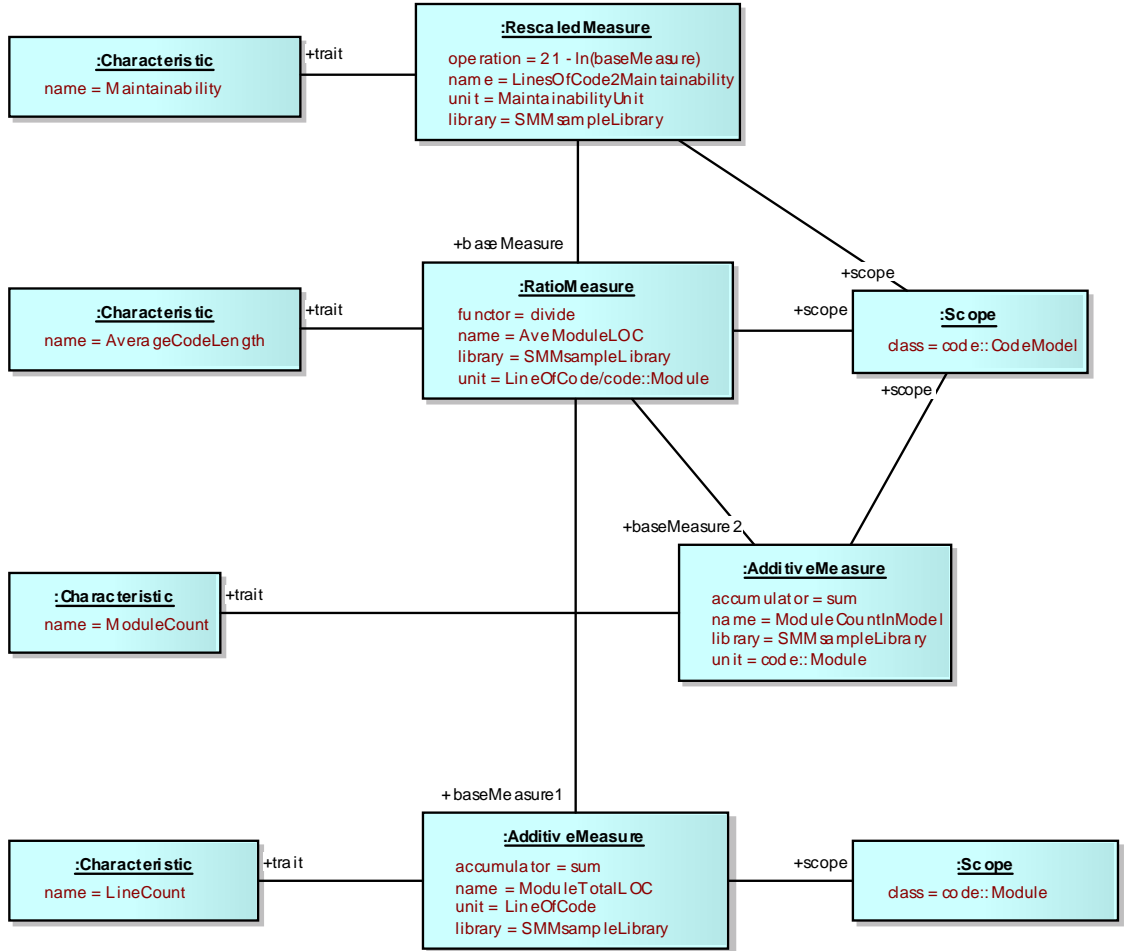 :RescaledMeasure
operation = 21 - ln(baseMeasure)
name = LinesOfCode2Maintainability
unit = MaintainabilityUnit
library = SMMsampleLibrary
:Characteristic
name = Maintainability
+trait
+baseMeasure
+scope
:RatioMeasure
functor = divide
name = AveModuleLOC
library = SMMsampleLibrary
unit = LineOfCode/code::Module
:Characteristic
name = AverageCodeLength
+trait
+scope
:Scope
class = code::CodeModel
+scope
+baseMeasure2
:AdditiveMeasure
accumulator = sum
name = ModuleCountInModel
library = SMMsampleLibrary
unit = code::Module
:Characteristic
name = ModuleCount
+trait
+baseMeasure1
:AdditiveMeasure
accumulator = sum
name = ModuleTotalLOC
unit = LineOfCode
library = SMMsampleLibrary
:Characteristic
name = LineCount
+trait
+scope
:Scope
class = code::Module